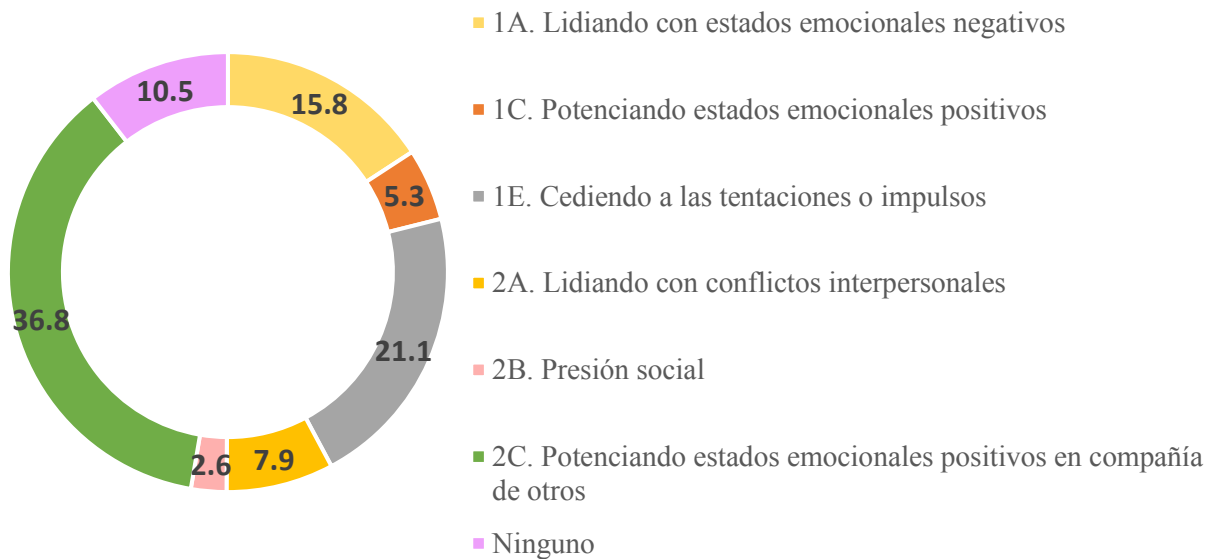 1A. Lidiando con estados emocionales negativos
10.5
15.8
1C. Potenciando estados emocionales positivos
5.3
1E. Cediendo a las tentaciones o impulsos
2A. Lidiando con conflictos interpersonales
36.8
21.1
2B. Presión social
2.6
7.9
2C. Potenciando estados emocionales positivos en compañía
de otros
Ninguno